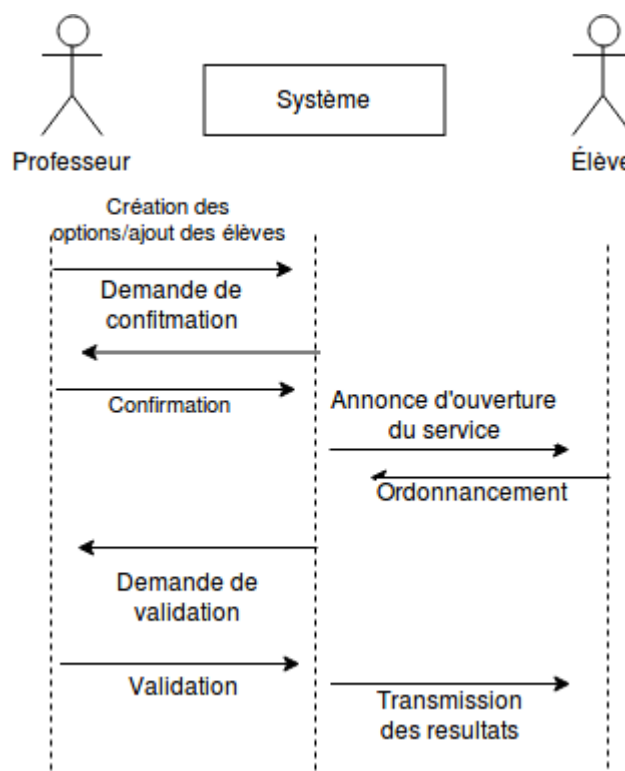 Système
Professeur
Élève
Création des
options/ajout des élèves
Demande de
confitmation
Confirmation
Annonce d'ouverture
du service
Ordonnancement
Demande de
validation
Validation
Transmission
des resultats